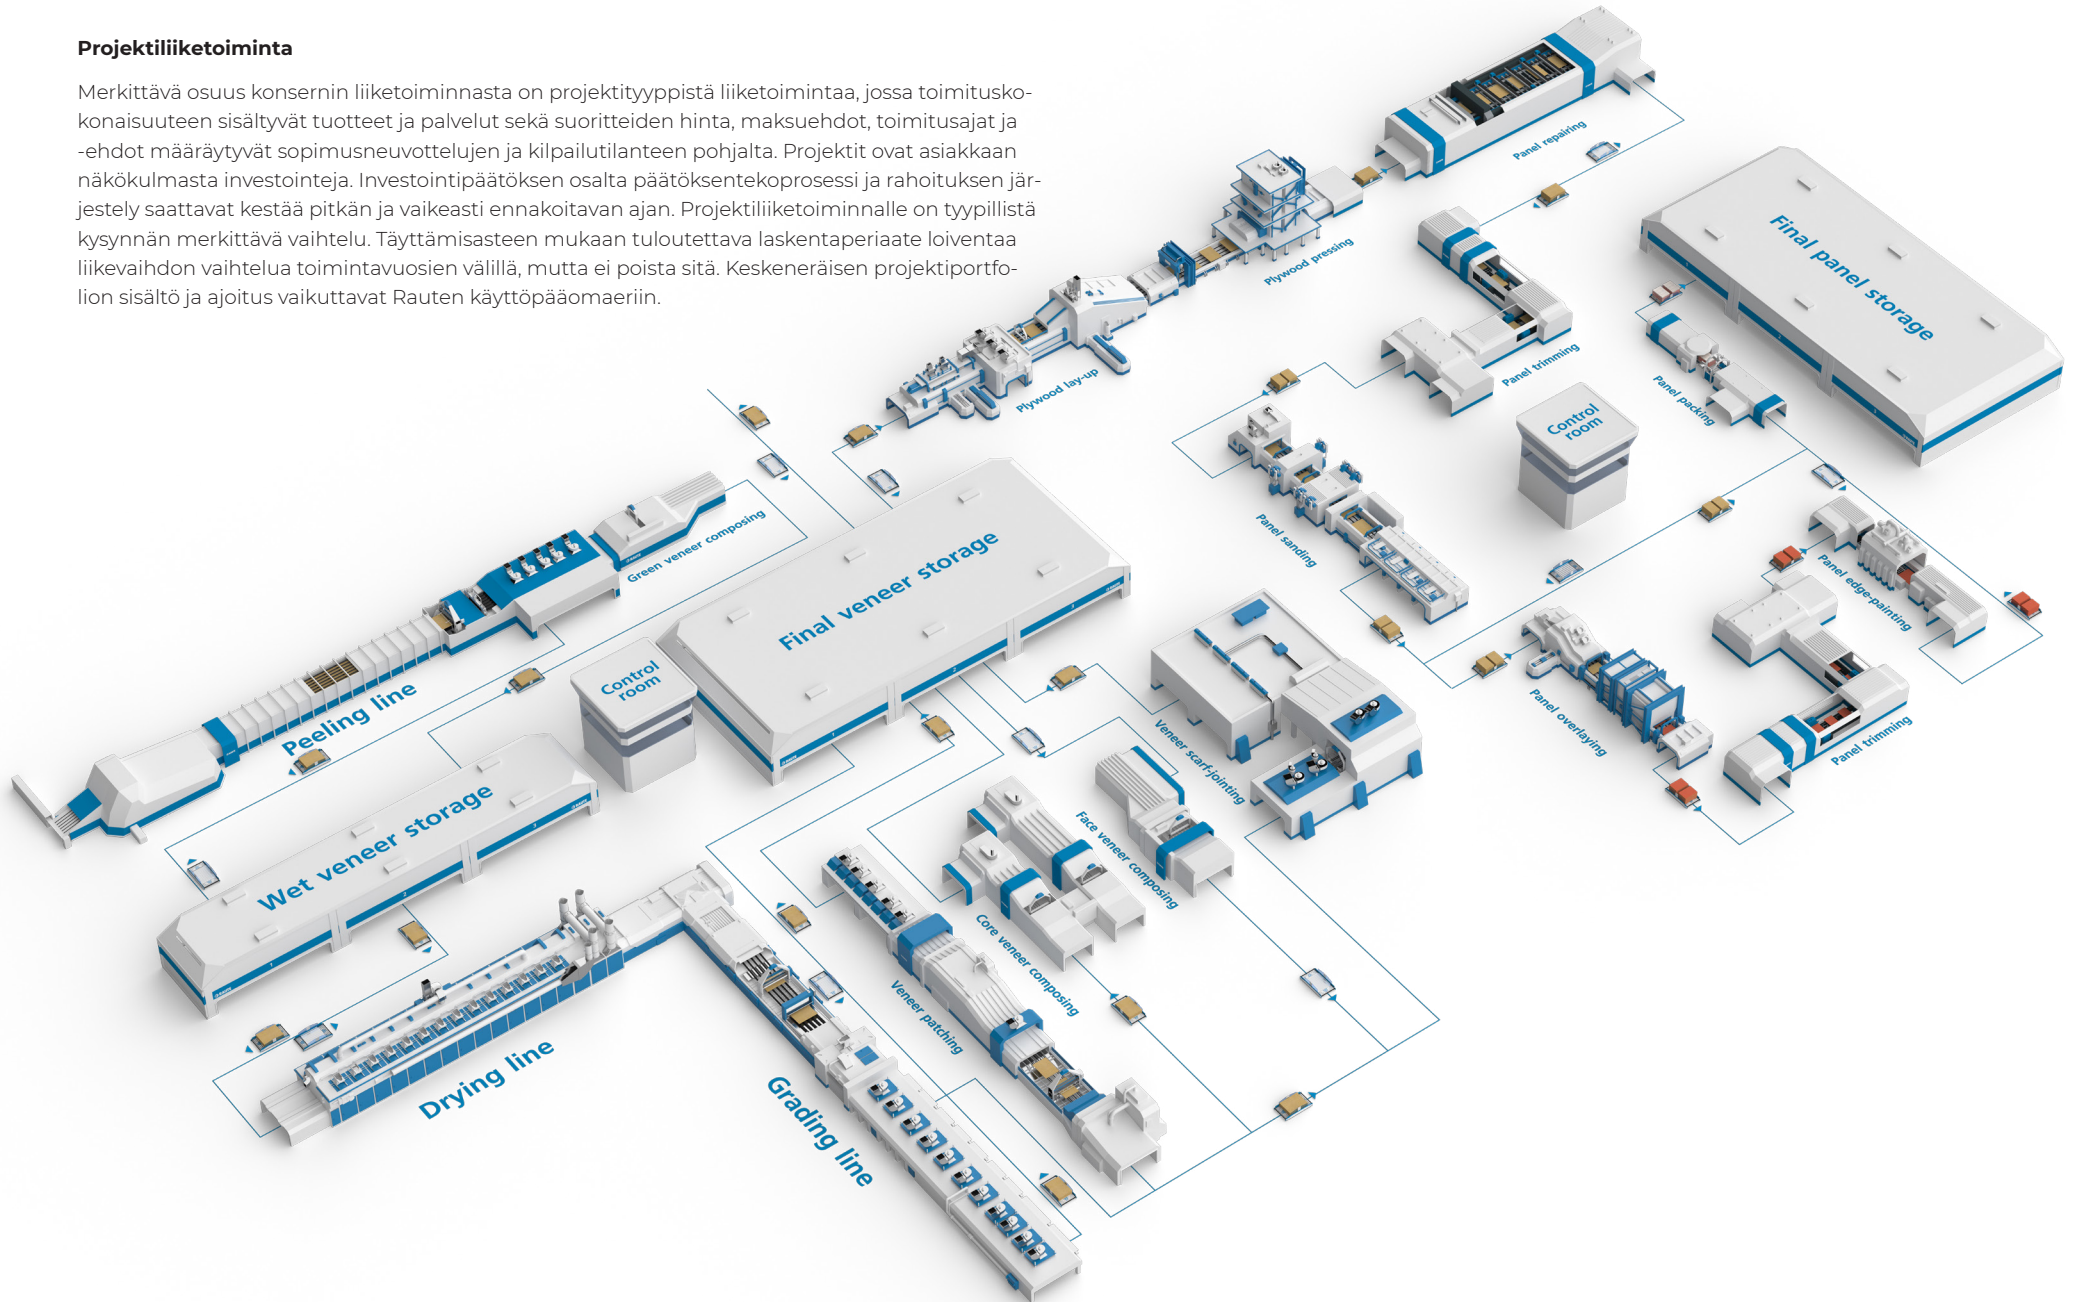 Projektiliiketoiminta
Merkittävä osuus konsernin liiketoiminnasta on projektityyppistä liiketoimintaa, jossa toimitusko-
konaisuuteen sisältyvät tuotteet ja palvelut sekä suoritteiden hinta, maksuehdot, toimitusajat ja
-ehdot määräytyvät sopimusneuvottelujen ja kilpailutilanteen pohjalta. Projektit ovat asiakkaan
näkökulmasta investointeja. Investointipäätöksen osalta päätöksentekoprosessi ja rahoituksen jär-
jestely saattavat kestää pitkän ja vaikeasti ennakoitavan ajan. Projektiliiketoiminnalle on tyypillistä
kysynnän merkittävä vaihtelu. Täyttämisasteen mukaan tuloutettava laskentaperiaate loiventaa
liikevaihdon vaihtelua toimintavuosien välillä, mutta ei poista sitä. Keskeneräisen projektiportfo-
lion sisältö ja ajoitus vaikuttavat Rauten käyttöpääomaeriin.
Panel repairing
Plywood pressing
Final panel storage
Panel trimming
Plywood lay-up
Panel packing
Control
room
Green veneer composing
Panel sanding
Final veneer storage
Panel edge-painting
Peeling line
Control
room
Panel overlaying
Panel trimming
Veneer scarf-jointing
Wet veneer storage
Face veneer composing
Core veneer composing
Veneer patching
Drying line
Grading line